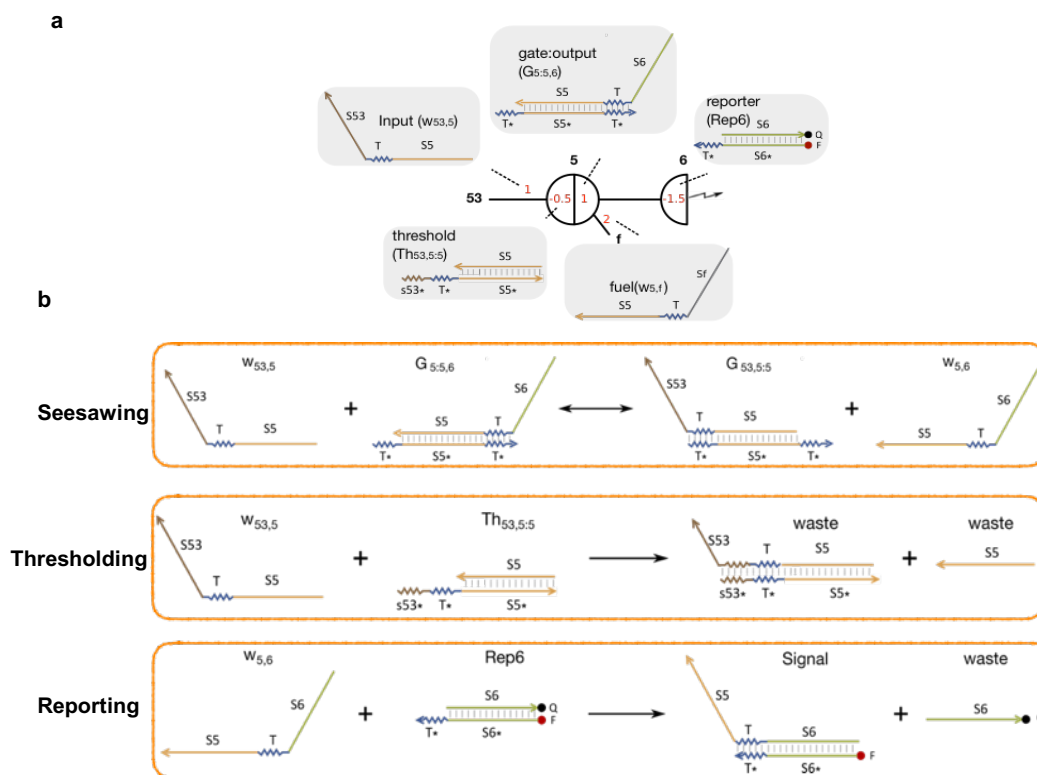 a
gate:output
(G5:5,6)
S6
S5
T
T*
S5*
T*
S53
Input (w53,5)
T
S5
reporter
(Rep6)
S6
Q
F
T*
S6*
5
6
53
1
-0.5
1
-1.5
2
f
threshold
(Th53,5:5)
S5
s53*
T*
S5*
Sf
fuel(w5,f)
S5
T
b
Seesawing
w53,5
S53
T
S5
+
G 5:5,6
S6
S5
T
T*
S5*
T*
G 53,5:5
S53
T
S5
T*
S5*
T*
+
w5,6
S6
S5
T
Thresholding
w53,5
S53
T
S5
+
Th53,5:5
S5
s53*
T*
S5*
waste
S53
T
S5
s53*
T*
S5*
+
waste
S5
Reporting
w5,6
S6
S5
T
+
Rep6
S6
Q
F
T*
S6*
Signal
S5
T
S6
F
T*
S6*
+
waste
S6